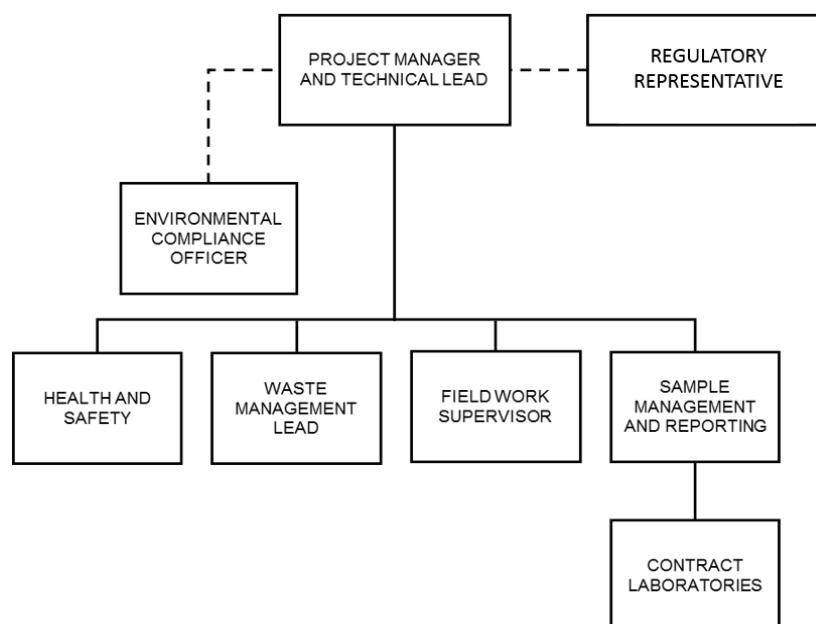 PROJECT MANAGER
AND TECHNICAL LEAD
REGULATORY
REPRESENTATIVE
ENVIRONMENTAL
COMPLIANCE
OFFICER
HEALTH AND
SAFETY
WASTE
MANAGEMENT
LEAD
FIELD WORK
SUPERVISOR
SAMPLE
MANAGEMENT
AND REPORTING
CONTRACT
LABORATORIES